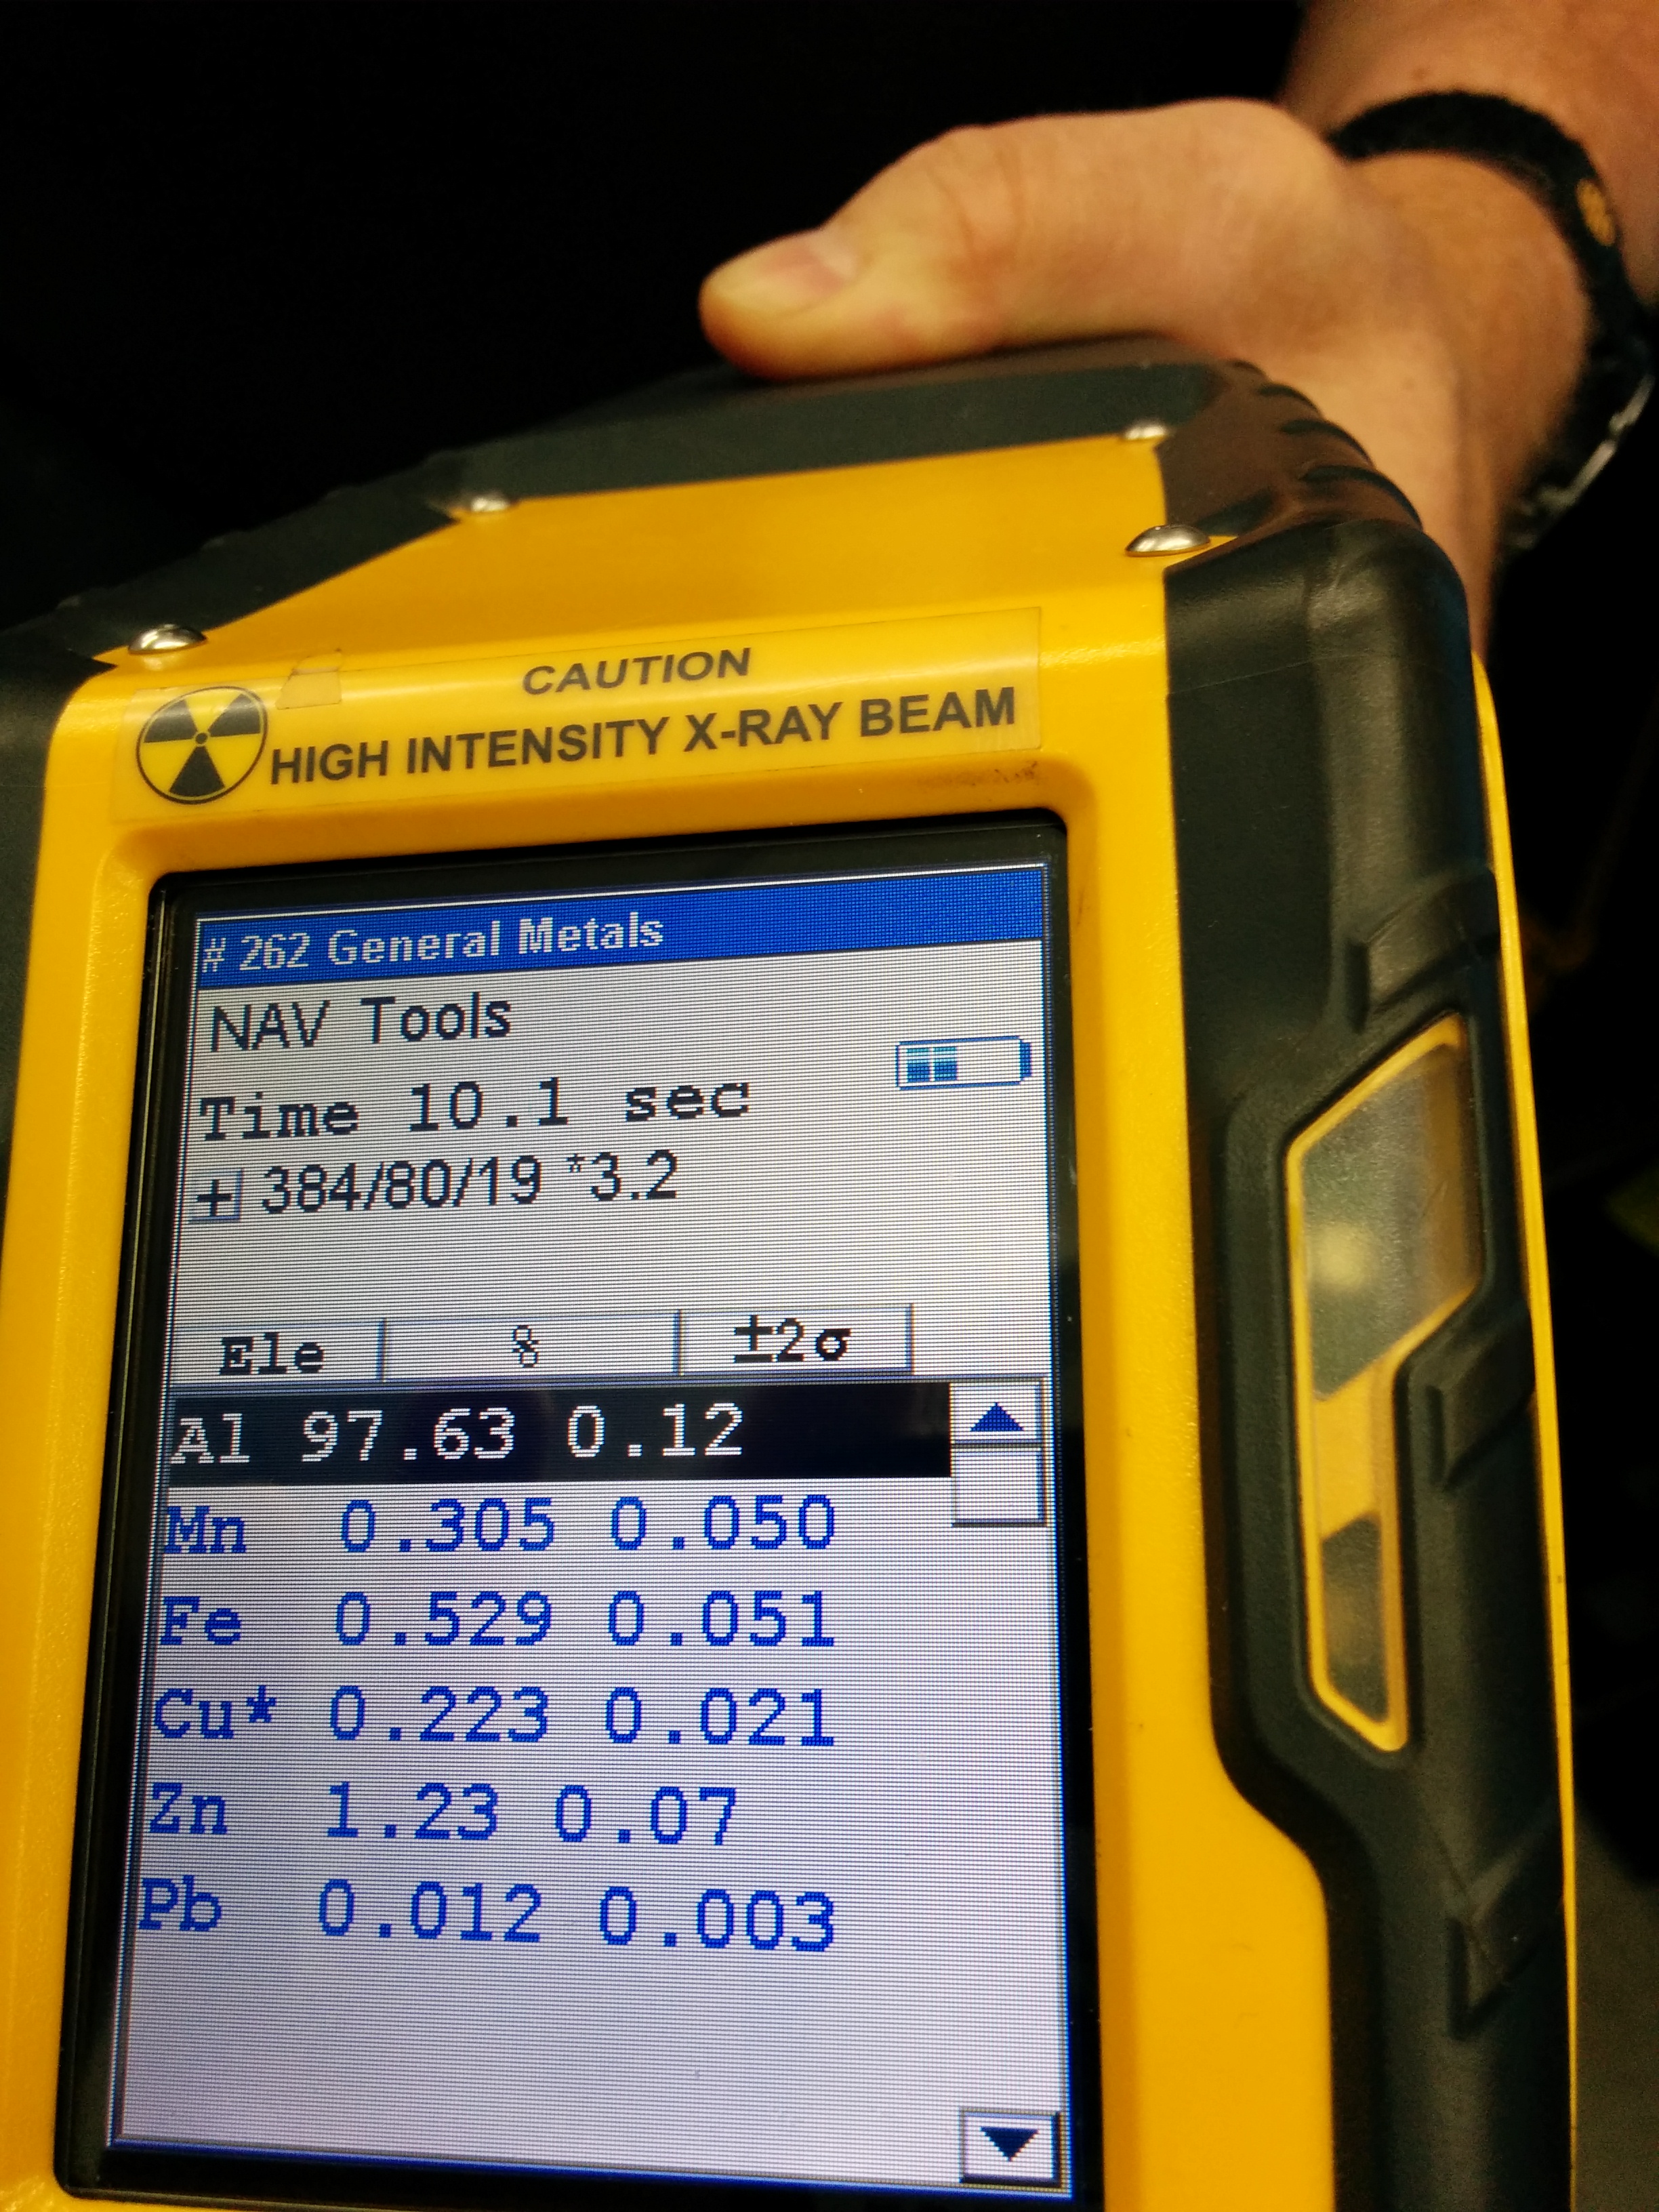 CAUTION
HIGH INTENSITY X-RAY BEAM
# 262 General Metals
NAV Tools
Time 10.1 sec
+ 384/80/19 *3.2
Ele % ±2σ
Al 97.63 0.12
Mn 0.305 0.050
Fe 0.529 0.051
Cu* 0.223 0.021
Zn 1.23 0.07
Pb 0.012 0.003